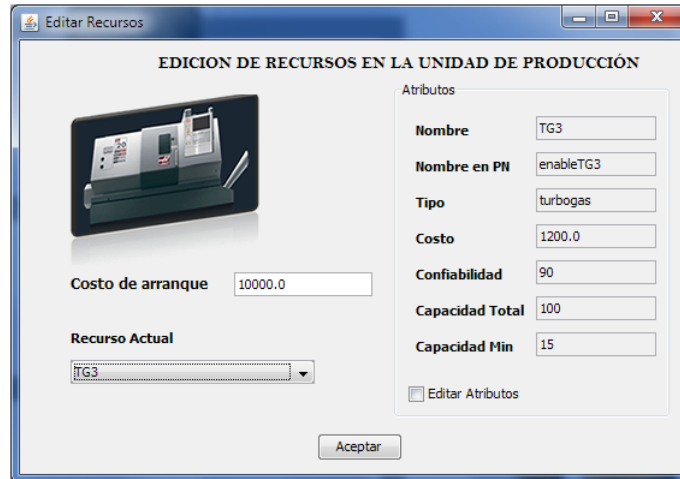 Editar Recursos
EDICION DE RECURSOS EN LA UNIDAD DE PRODUCCIÓN
Atributos
Nombre TG3
Nombre en PN enableTG3
Tipo turbogas
Costo 1200.0
Costo de arranque 10000.0
Confiabilidad 90
Capacidad Total 100
Recurso Actual
Capacidad Min 15
TG3
Editar Atributos
Aceptar